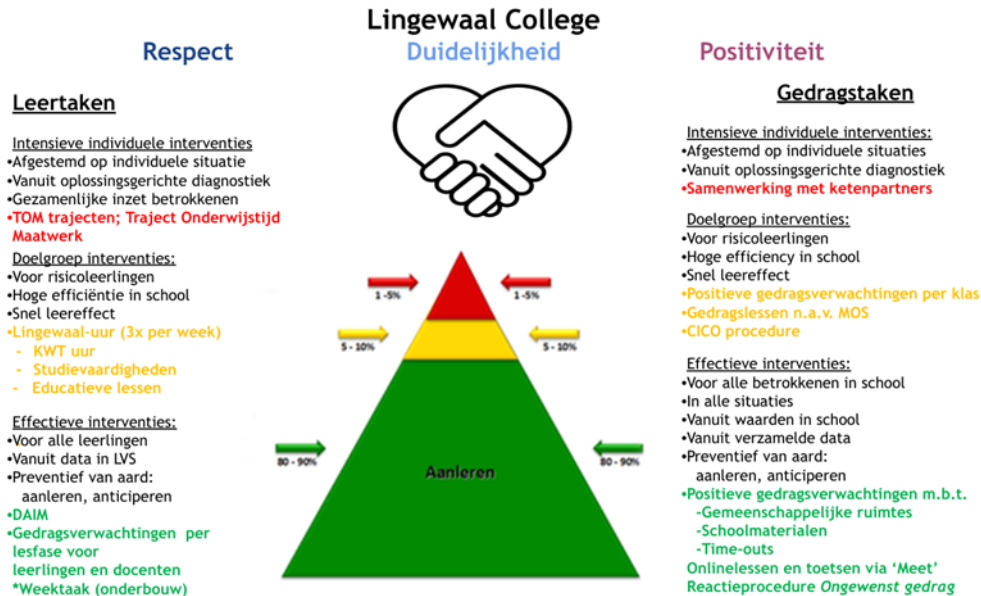 Lingewaal College
Respect
Duidelijkheid
Positiviteit
Leertaken
Intensieve individuele interventies
•Afgestemd op individuele situatie
•Vanuit oplossingsgerichte diagnostiek
•Gezamenlijke inzet betrokkenen
•TOM trajecten; Traject Onderwijstijd
Maatwerk
Doelgroep interventies:
•Voor risicoleerlingen
•Hoge efficiëntie in school
•Snel leereffect
•Lingewaal-uur (3x per week)
- KWT uur
- Studievaardigheden
- Educatieve lessen
Effectieve interventies:
•Voor alle leerlingen
•Vanuit data in LVS
•Preventief van aard:
aanleren, anticiperen
•DAIM
•Gedragsverwachtingen per
lesfase voor
leerlingen en docenten
*Weektaak (onderbouw)
1 -5%
1 -5%
5 - 10%
5 - 10%
80 - 90%
80 - 90%
Aanleren
Gedragstaken
Intensieve individuele interventies:
•Afgestemd op individuele situaties
•Vanuit oplossingsgerichte diagnostiek
•Samenwerking met ketenpartners
Doelgroep interventies:
•Voor risicoleerlingen
•Hoge efficiency in school
•Snel leereffect
•Positieve gedragsverwachtingen per klas
•Gedragslessen n.a.v. MOS
•CICO procedure
Effectieve interventies:
•Voor alle betrokkenen in school
•In alle situaties
•Vanuit waarden in school
•Vanuit verzamelde data
•Preventief van aard:
aanleren, anticiperen
•Positieve gedragsverwachtingen m.b.t.
-Gemeenschappelijke ruimtes
-Schoolmaterialen
-Time-outs
Onlinelessen en toetsen via ‘Meet’
Reactieprocedure Ongewenst gedrag